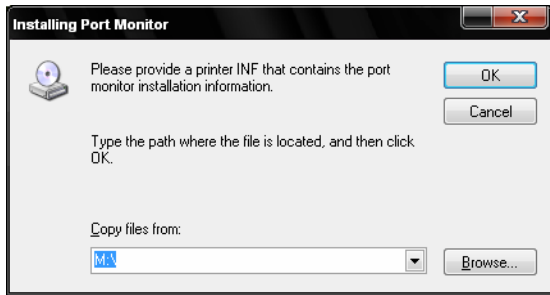 Installing Port Monitor
Please provide a printer INF that contains the port
monitor installation information.
OK
Cancel
Type the path where the file is located, and then click
OK.
Copy files from:
M:\
Browse...